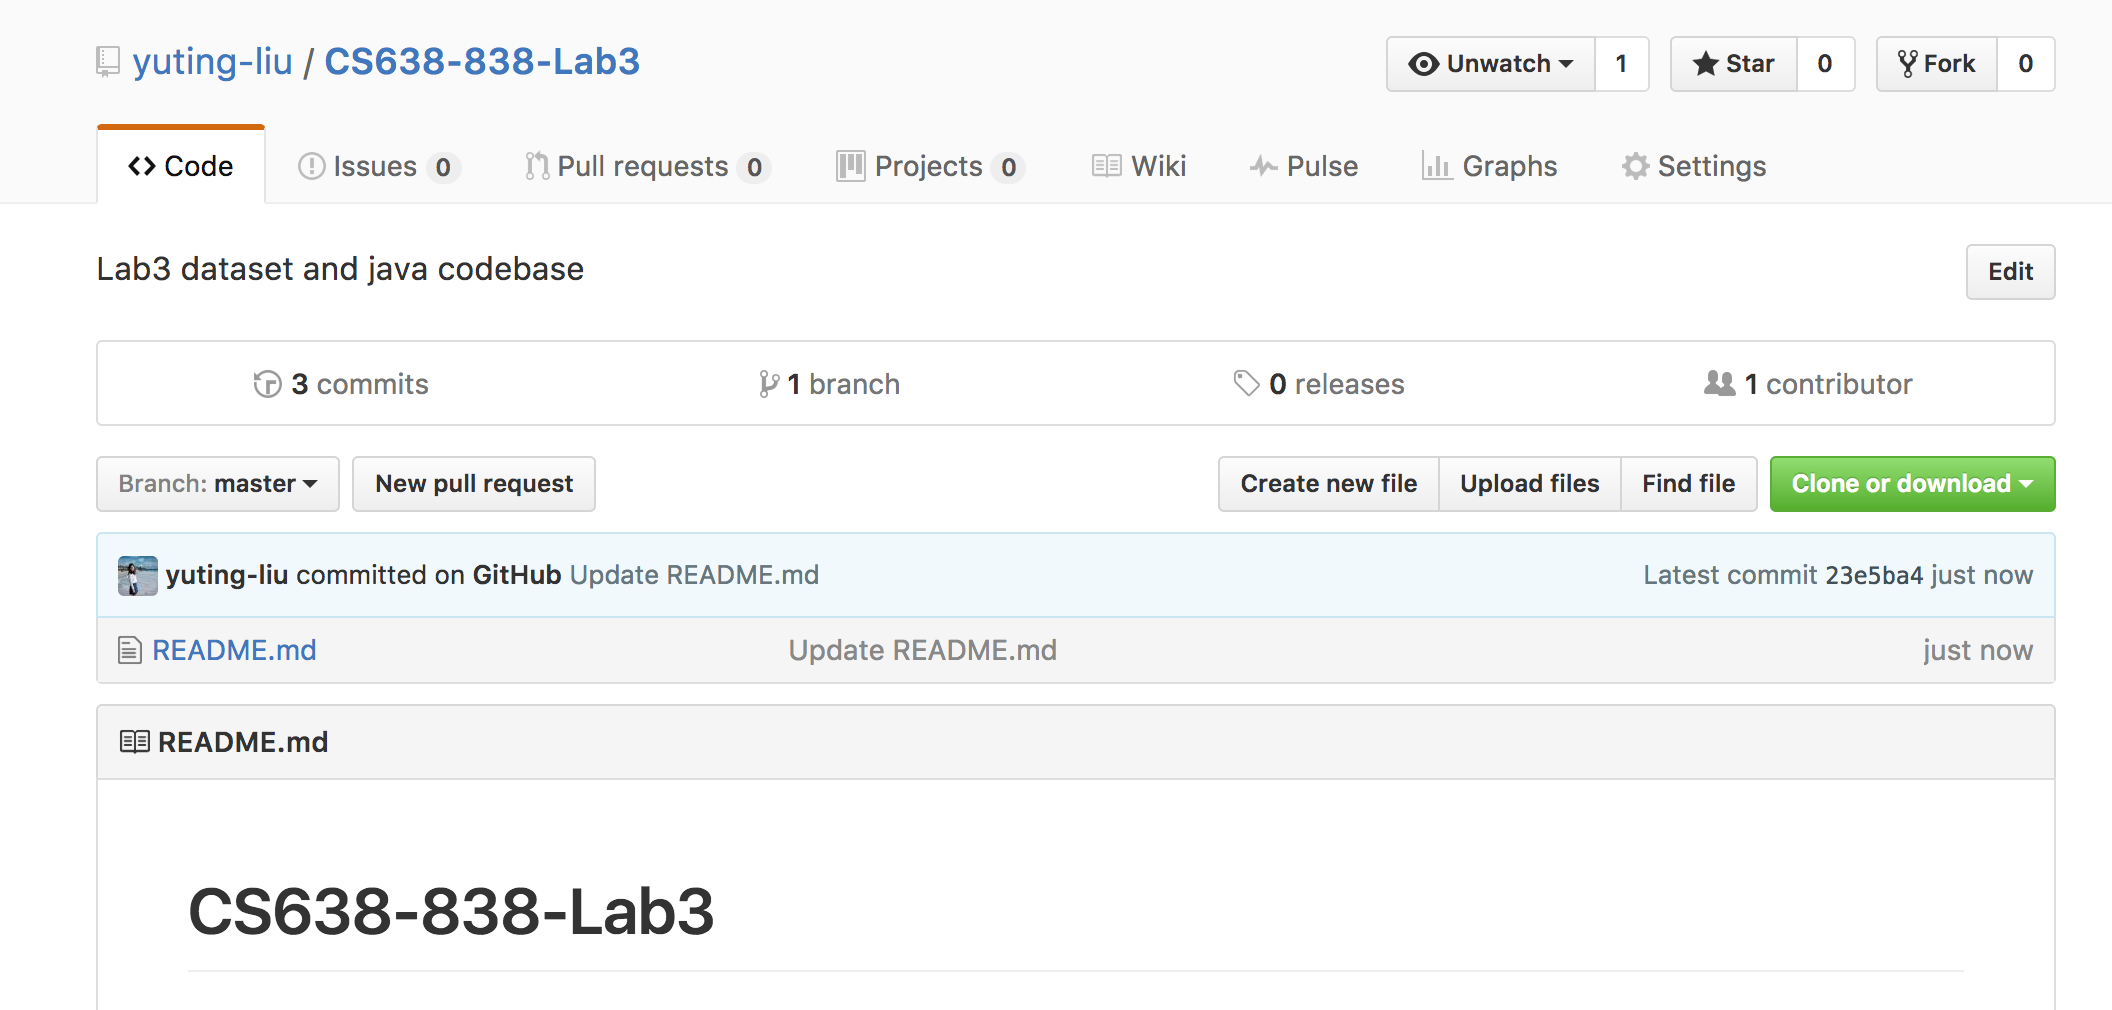 yuting-liu / CS638-838-Lab3
Unwatch 1 Star 0 Fork 0
Code Issues 0 Pull requests 0 Projects 0 Wiki Pulse Graphs Settings
Lab3 dataset and java codebase
Edit
3 commits 1 branch 0 releases 1 contributor
Branch: master New pull request Create new file Upload files Find file Clone or download
yuting-liu committed on GitHub Update README.md Latest commit 23e5ba4 just now
README.md Update README.md just now
README.md
CS638-838-Lab3